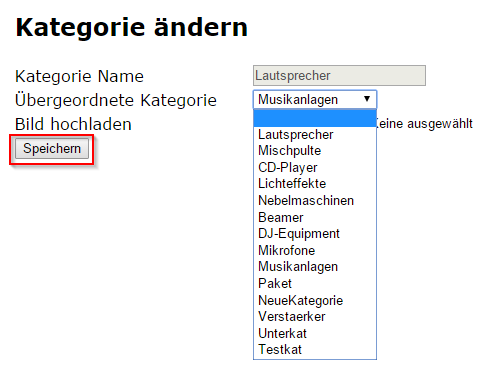 Kategorie ändern
Kategorie Name Lautsprecher
Übergeordnete Kategorie Musikanlagen
Bild hochladen Keine ausgewählt
Speichern
Lautsprecher
Mischpulte
CD-Player
Lichteffekte
Nebelmaschinen
Beamer
DJ-Equipment
Mikrofone
Musikanlagen
Paket
NeueKategorie
Verstaerker
Unterkat
Testkat